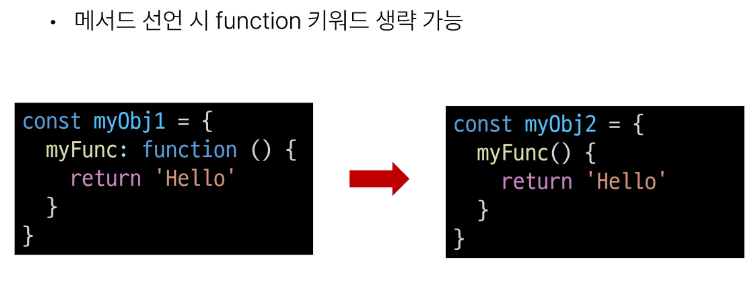 • 메서드 선언 시 function 키워드 생략 가능
const myObj1 = {
  myFunc: function () {
    return 'Hello'
  }
}
const myObj2 = {
  myFunc() {
    return 'Hello'
  }
}